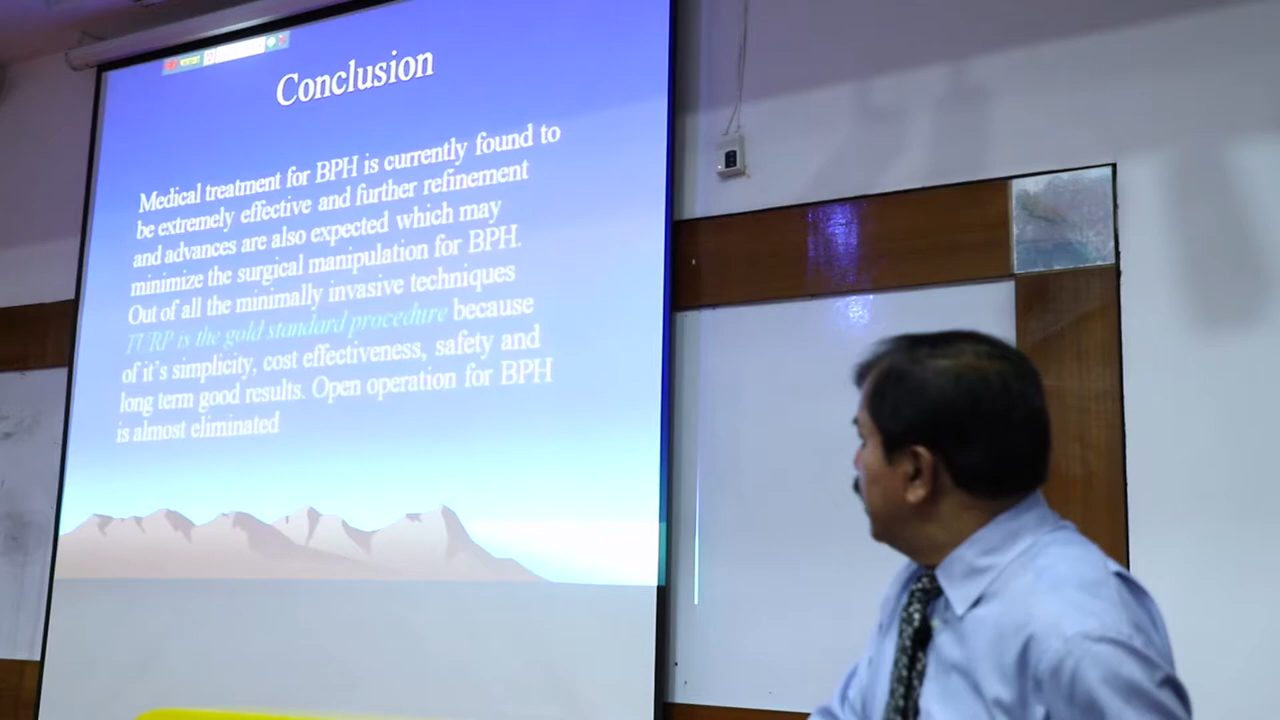 Conclusion
Medical treatment for BPH is currently found to
be extremely effective and further refinement
and advances are also expected which may
minimize the surgical manipulation for BPH.
Out of all the minimally invasive techniques
TURP is the gold standard procedure because
of it's simplicity, cost effectiveness, safety and
long term good results. Open operation for BPH
is almost eliminated